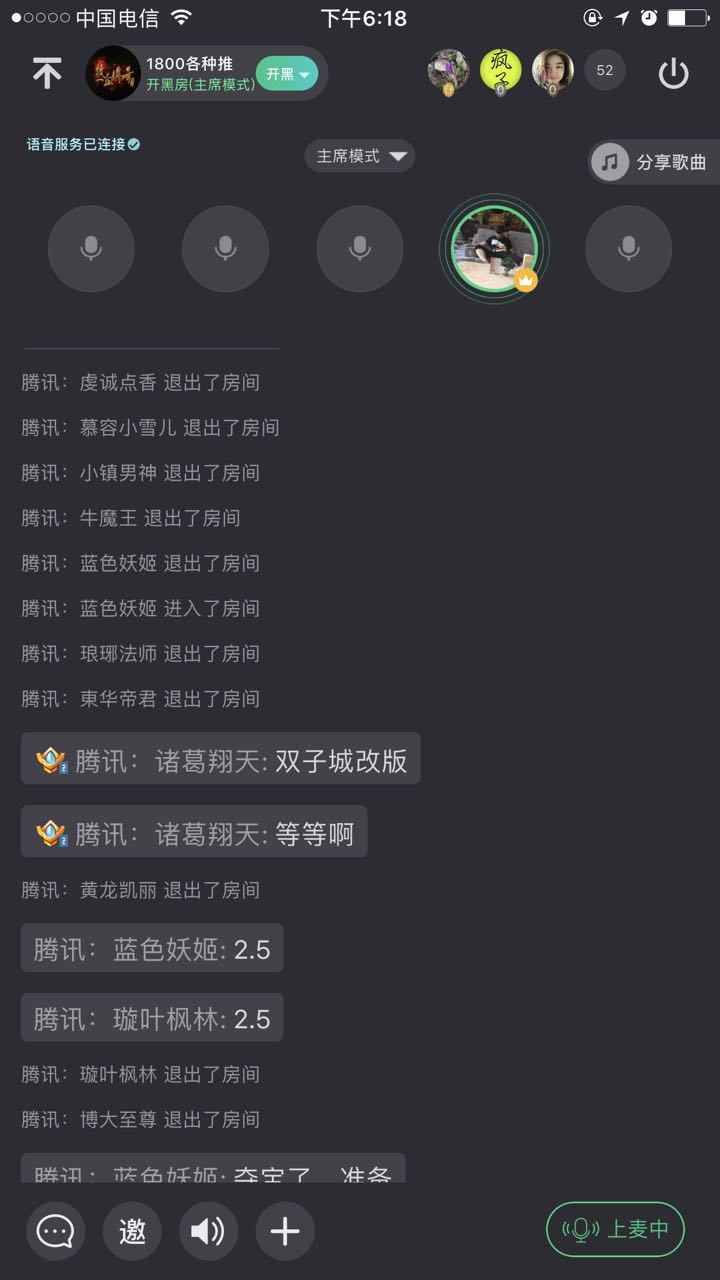 中国电信
下午6:18
1800各种推
开黑房(主席模式)
开黑
疯子
0
0
0
52
语音服务已连接
主席模式
分享歌曲
腾讯：虔诚点香 退出了房间
腾讯：慕容小雪儿 退出了房间
腾讯：小镇男神 退出了房间
腾讯：牛魔王 退出了房间
腾讯：蓝色妖姬 退出了房间
腾讯：蓝色妖姬 进入了房间
腾讯：琅琊法师 退出了房间
腾讯：東华帝君 退出了房间
2 腾讯：诸葛翔天: 双子城改版
2 腾讯：诸葛翔天: 等等啊
腾讯：黄龙凯丽 退出了房间
腾讯：蓝色妖姬: 2.5
腾讯：璇叶枫林: 2.5
腾讯：璇叶枫林 退出了房间
腾讯：博大至尊 退出了房间
腾讯：蓝色妖姬: 夺宝了 准备
邀
上麦中